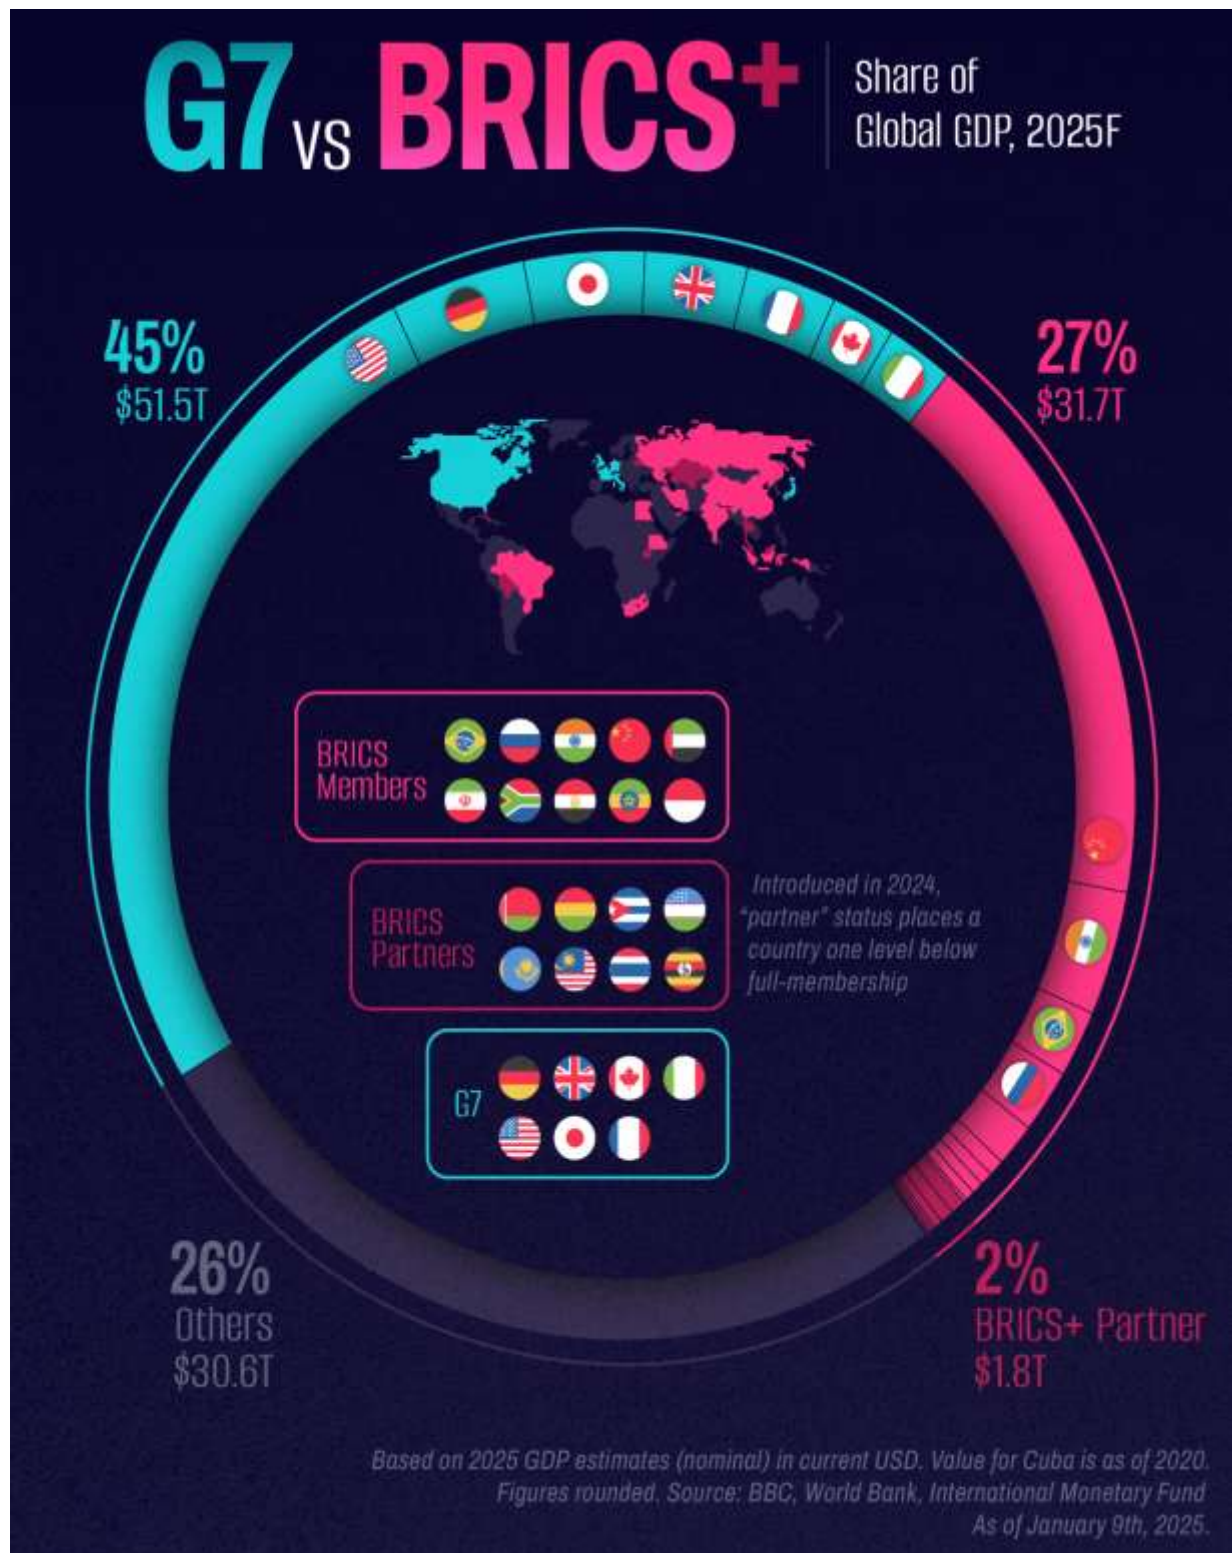 G7 VS BRICS+
Share of
Global GDP, 2025F
45%
$51.5T
27%
$31.7T
BRICS
Members
BRICS
Partners
Introduced in 2024,
"partner" status places a
country one level below
full-membership
G7
26%
Others
$30.6T
2%
BRICS+ Partner
$1.8T
Based on 2025 GDP estimates (nominal) in current USD. Value for Cuba is as of 2020.
Figures rounded. Source: BBC, World Bank, International Monetary Fund
As of January 9th, 2025.